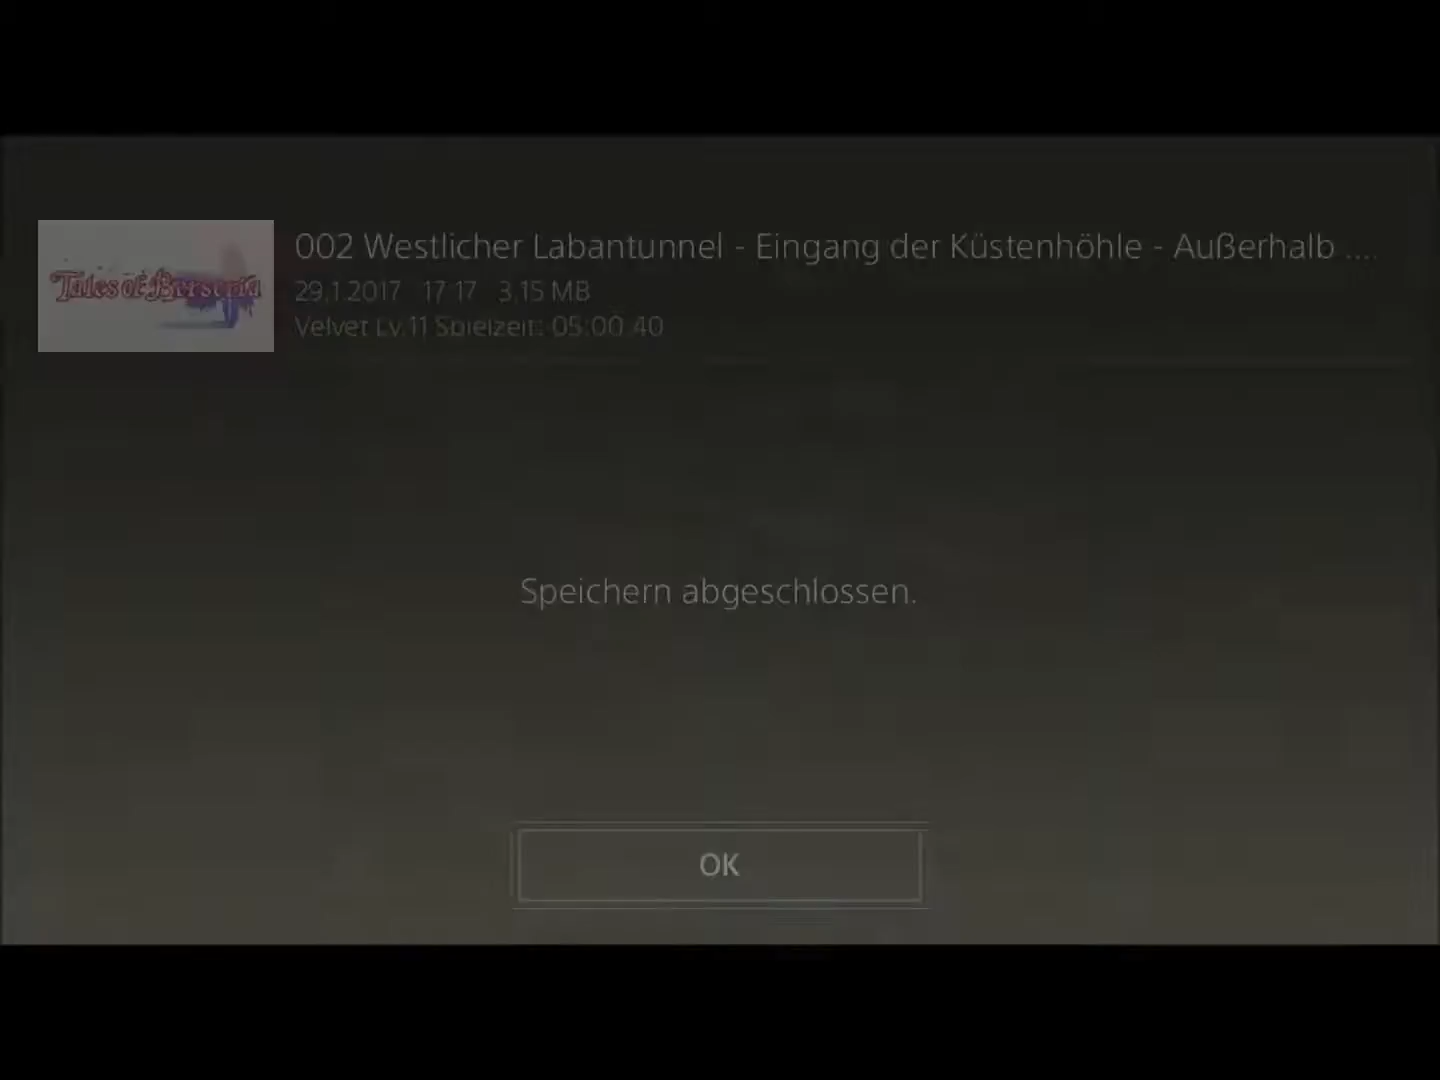 002 Westlicher Labantunnel - Eingang der Küstenhöhle - Außerhalb ....
Tales of Berseria
29.1.2017 17:17 3.15 MB
Velvet Lv.11 Spielzeit: 05:00:40
Speichern abgeschlossen.
OK